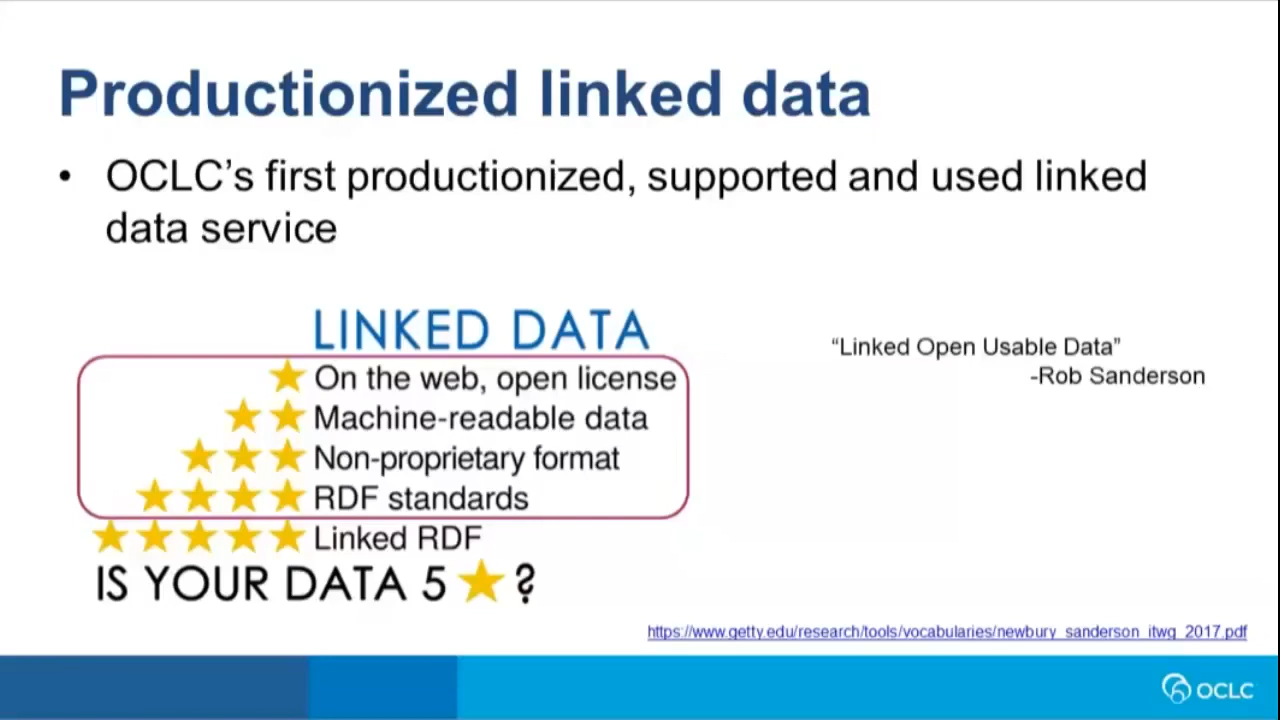 Productionized linked data
• OCLC’s first productionized, supported and used linked
data service
LINKED DATA
On the web, open license
Machine-readable data
Non-proprietary format
RDF standards
Linked RDF
IS YOUR DATA 5 ★ ?
“Linked Open Usable Data”
-Rob Sanderson
https://www.getty.edu/research/tools/vocabularies/newbury_sanderson_itwg_2017.pdf
OCLC